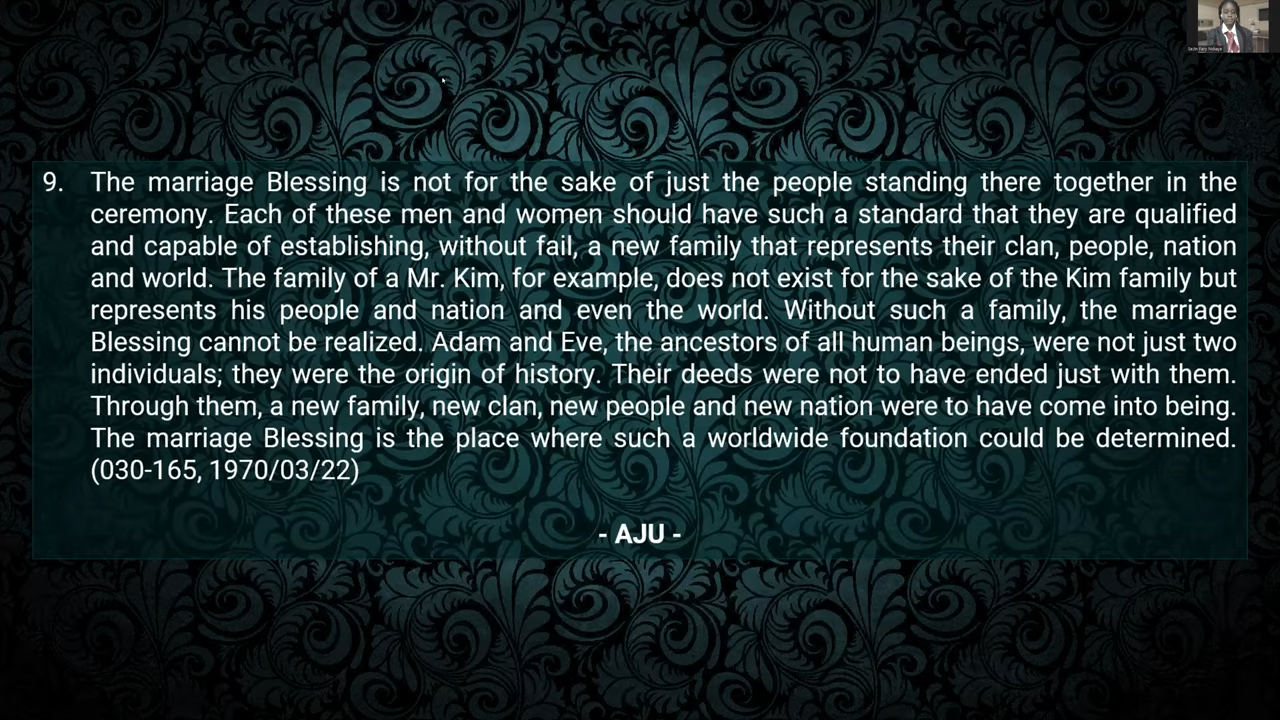 9. The marriage Blessing is not for the sake of just the people standing there together in the
ceremony. Each of these men and women should have such a standard that they are qualified
and capable of establishing, without fail, a new family that represents their clan, people, nation
and world. The family of a Mr. Kim, for example, does not exist for the sake of the Kim family but
represents his people and nation and even the world. Without such a family, the marriage
Blessing cannot be realized. Adam and Eve, the ancestors of all human beings, were not just two
individuals; they were the origin of history. Their deeds were not to have ended just with them.
Through them, a new family, new clan, new people and new nation were to have come into being.
The marriage Blessing is the place where such a worldwide foundation could be determined.
(030-165, 1970/03/22)
- AJU -